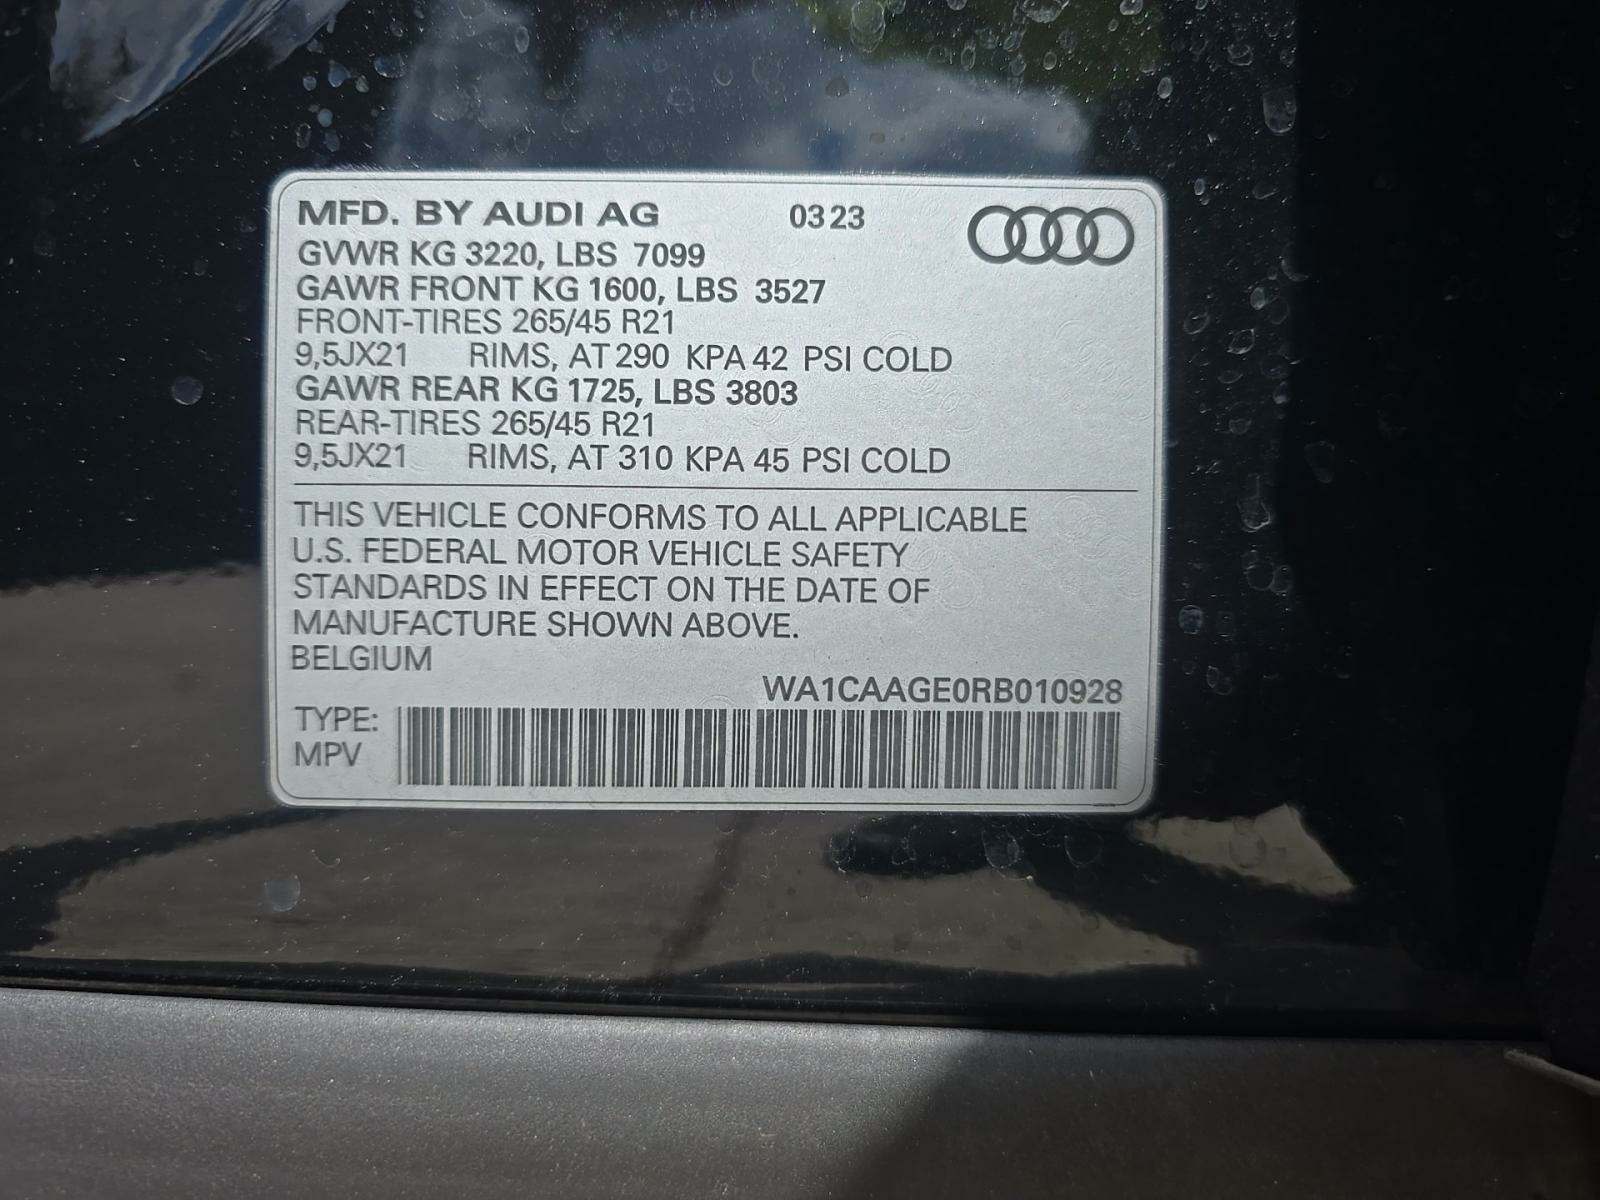 MFD. BY AUDI AG 03 23
GVWR KG 3220, LBS 7099
GAWR FRONT KG 1600, LBS 3527
FRONT-TIRES 265/45 R21
9,5JX21 RIMS, AT 290 KPA 42 PSI COLD
GAWR REAR KG 1725, LBS 3803
REAR-TIRES 265/45 R21
9,5JX21 RIMS, AT 310 KPA 45 PSI COLD
THIS VEHICLE CONFORMS TO ALL APPLICABLE
U.S. FEDERAL MOTOR VEHICLE SAFETY
STANDARDS IN EFFECT ON THE DATE OF
MANUFACTURE SHOWN ABOVE.
BELGIUM
WA1CAAGE0RB010928
TYPE:
MPV